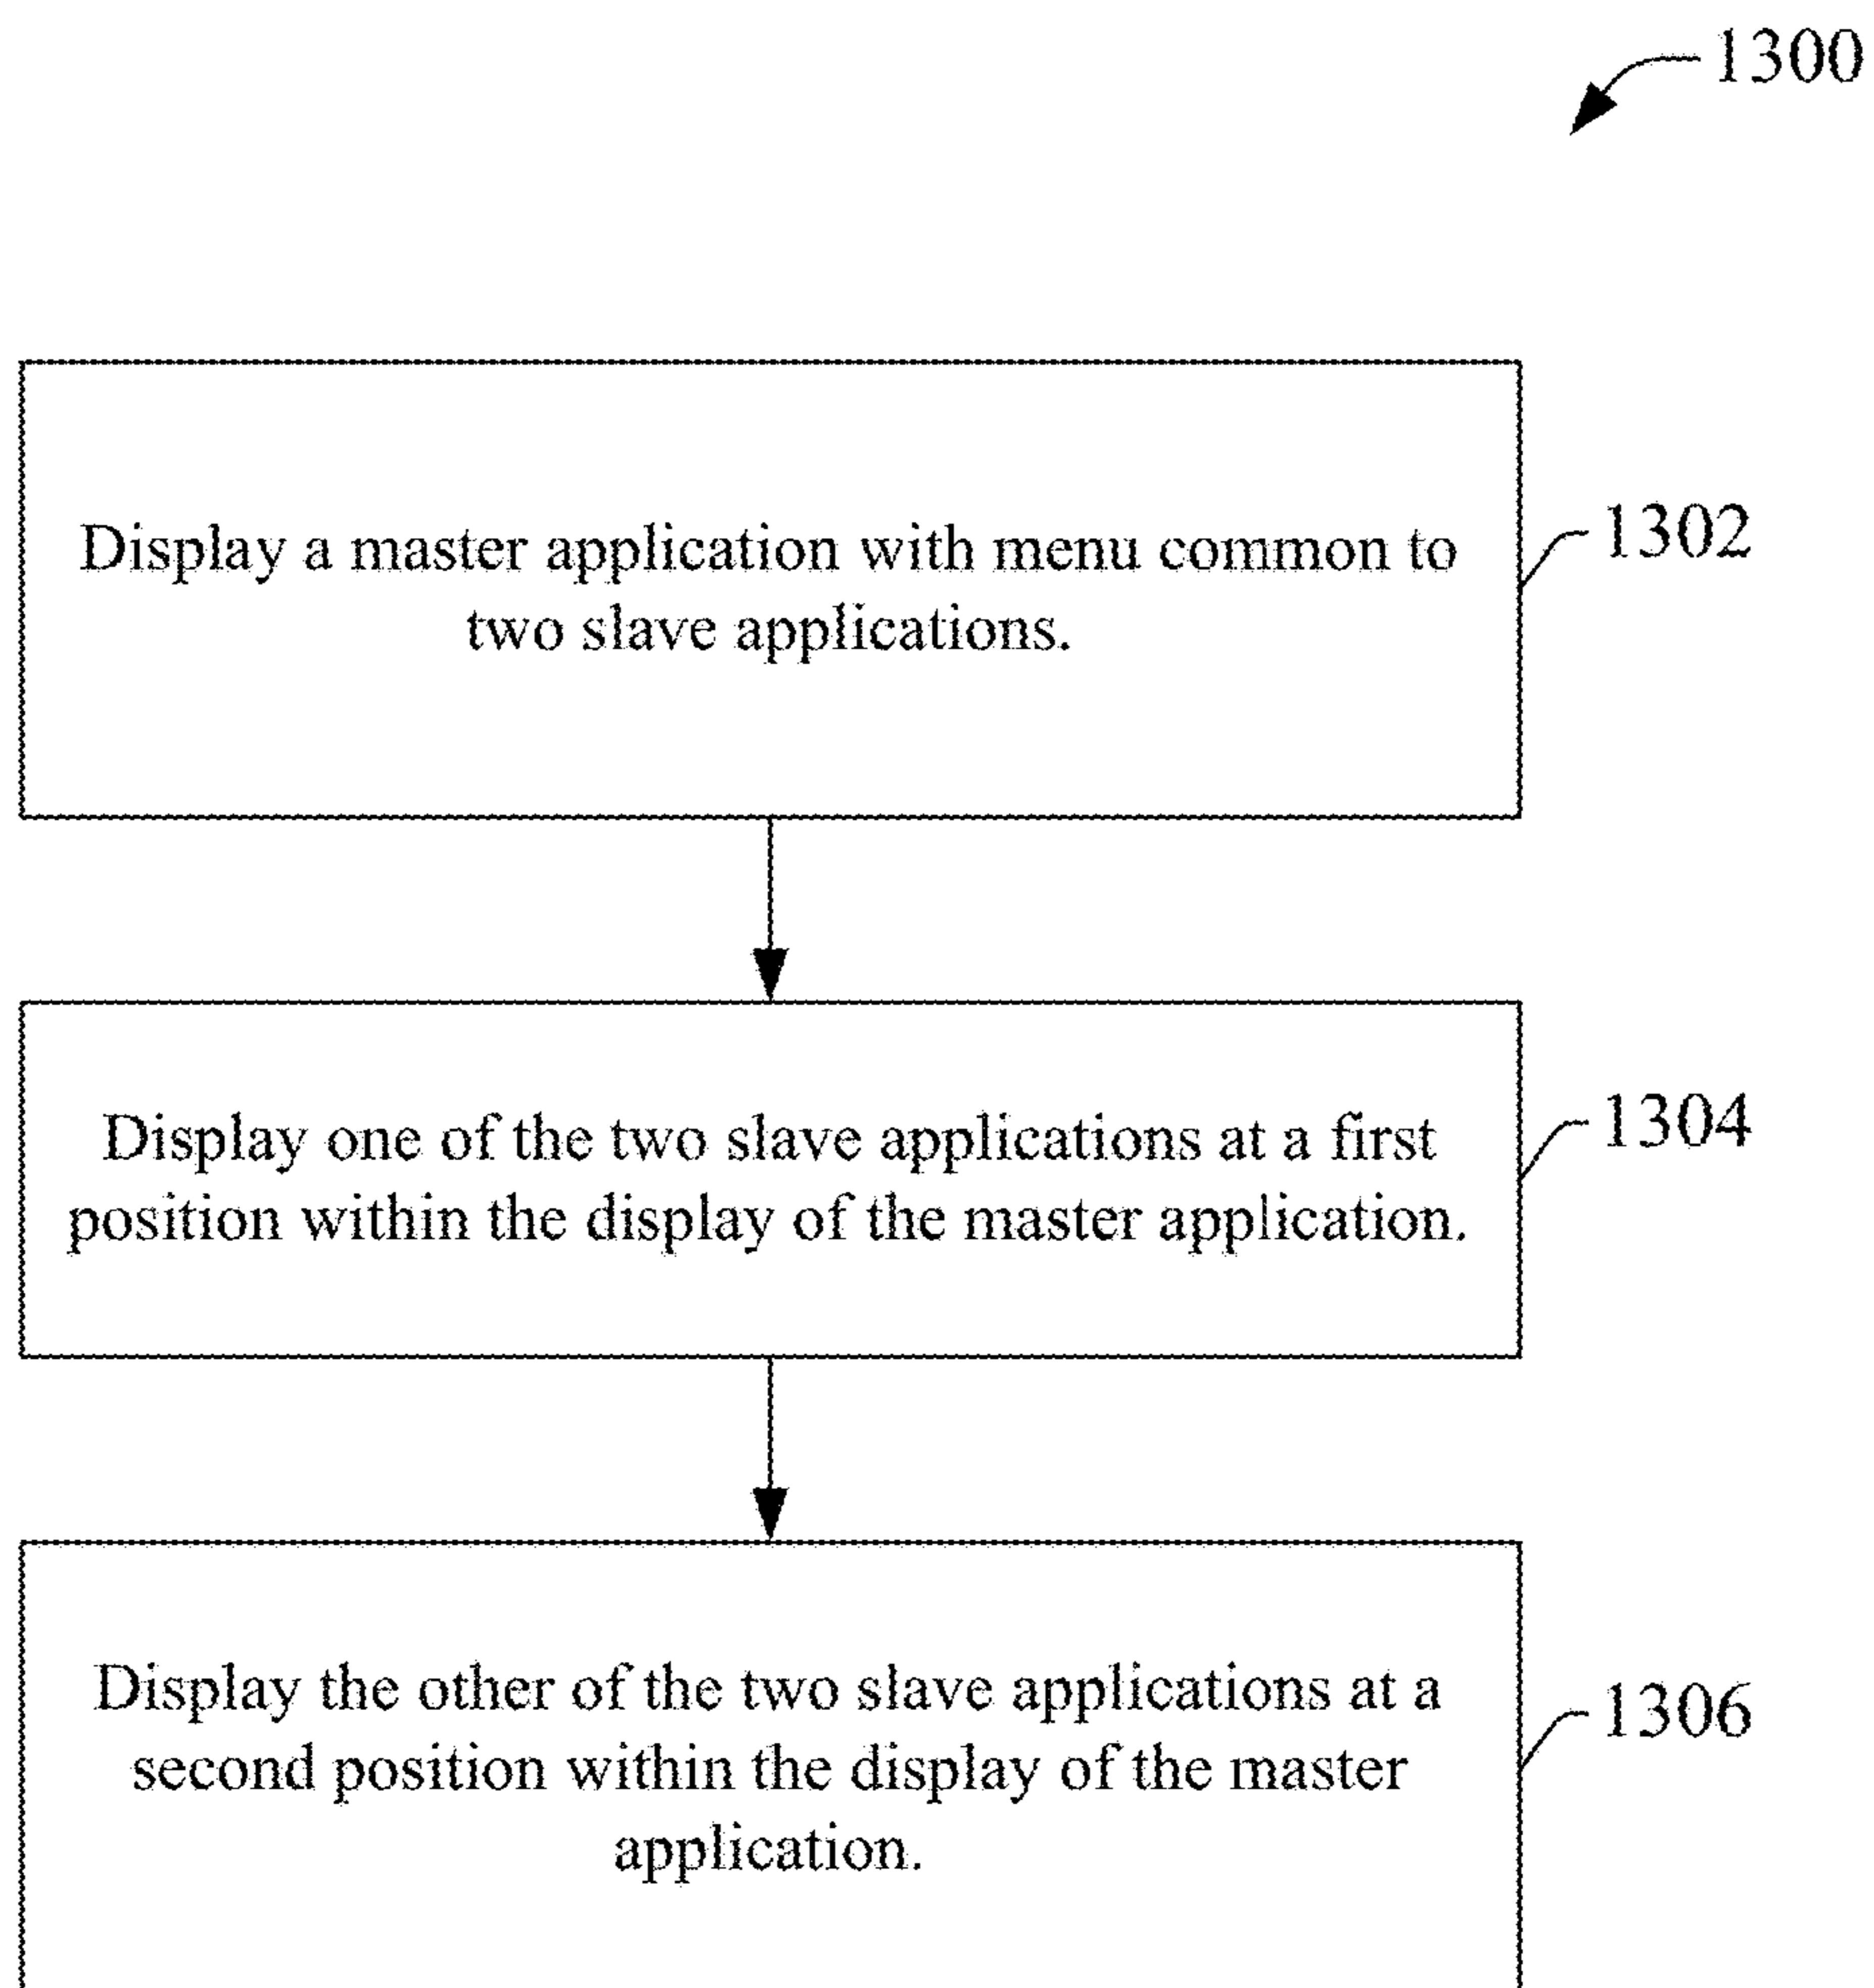 1300
Display a master application with menu common to
two slave applications.
1302
Display one of the two slave applications at a first
position within the display of the master application.
1304
Display the other of the two slave applications at a
second position within the display of the master
application.
1306